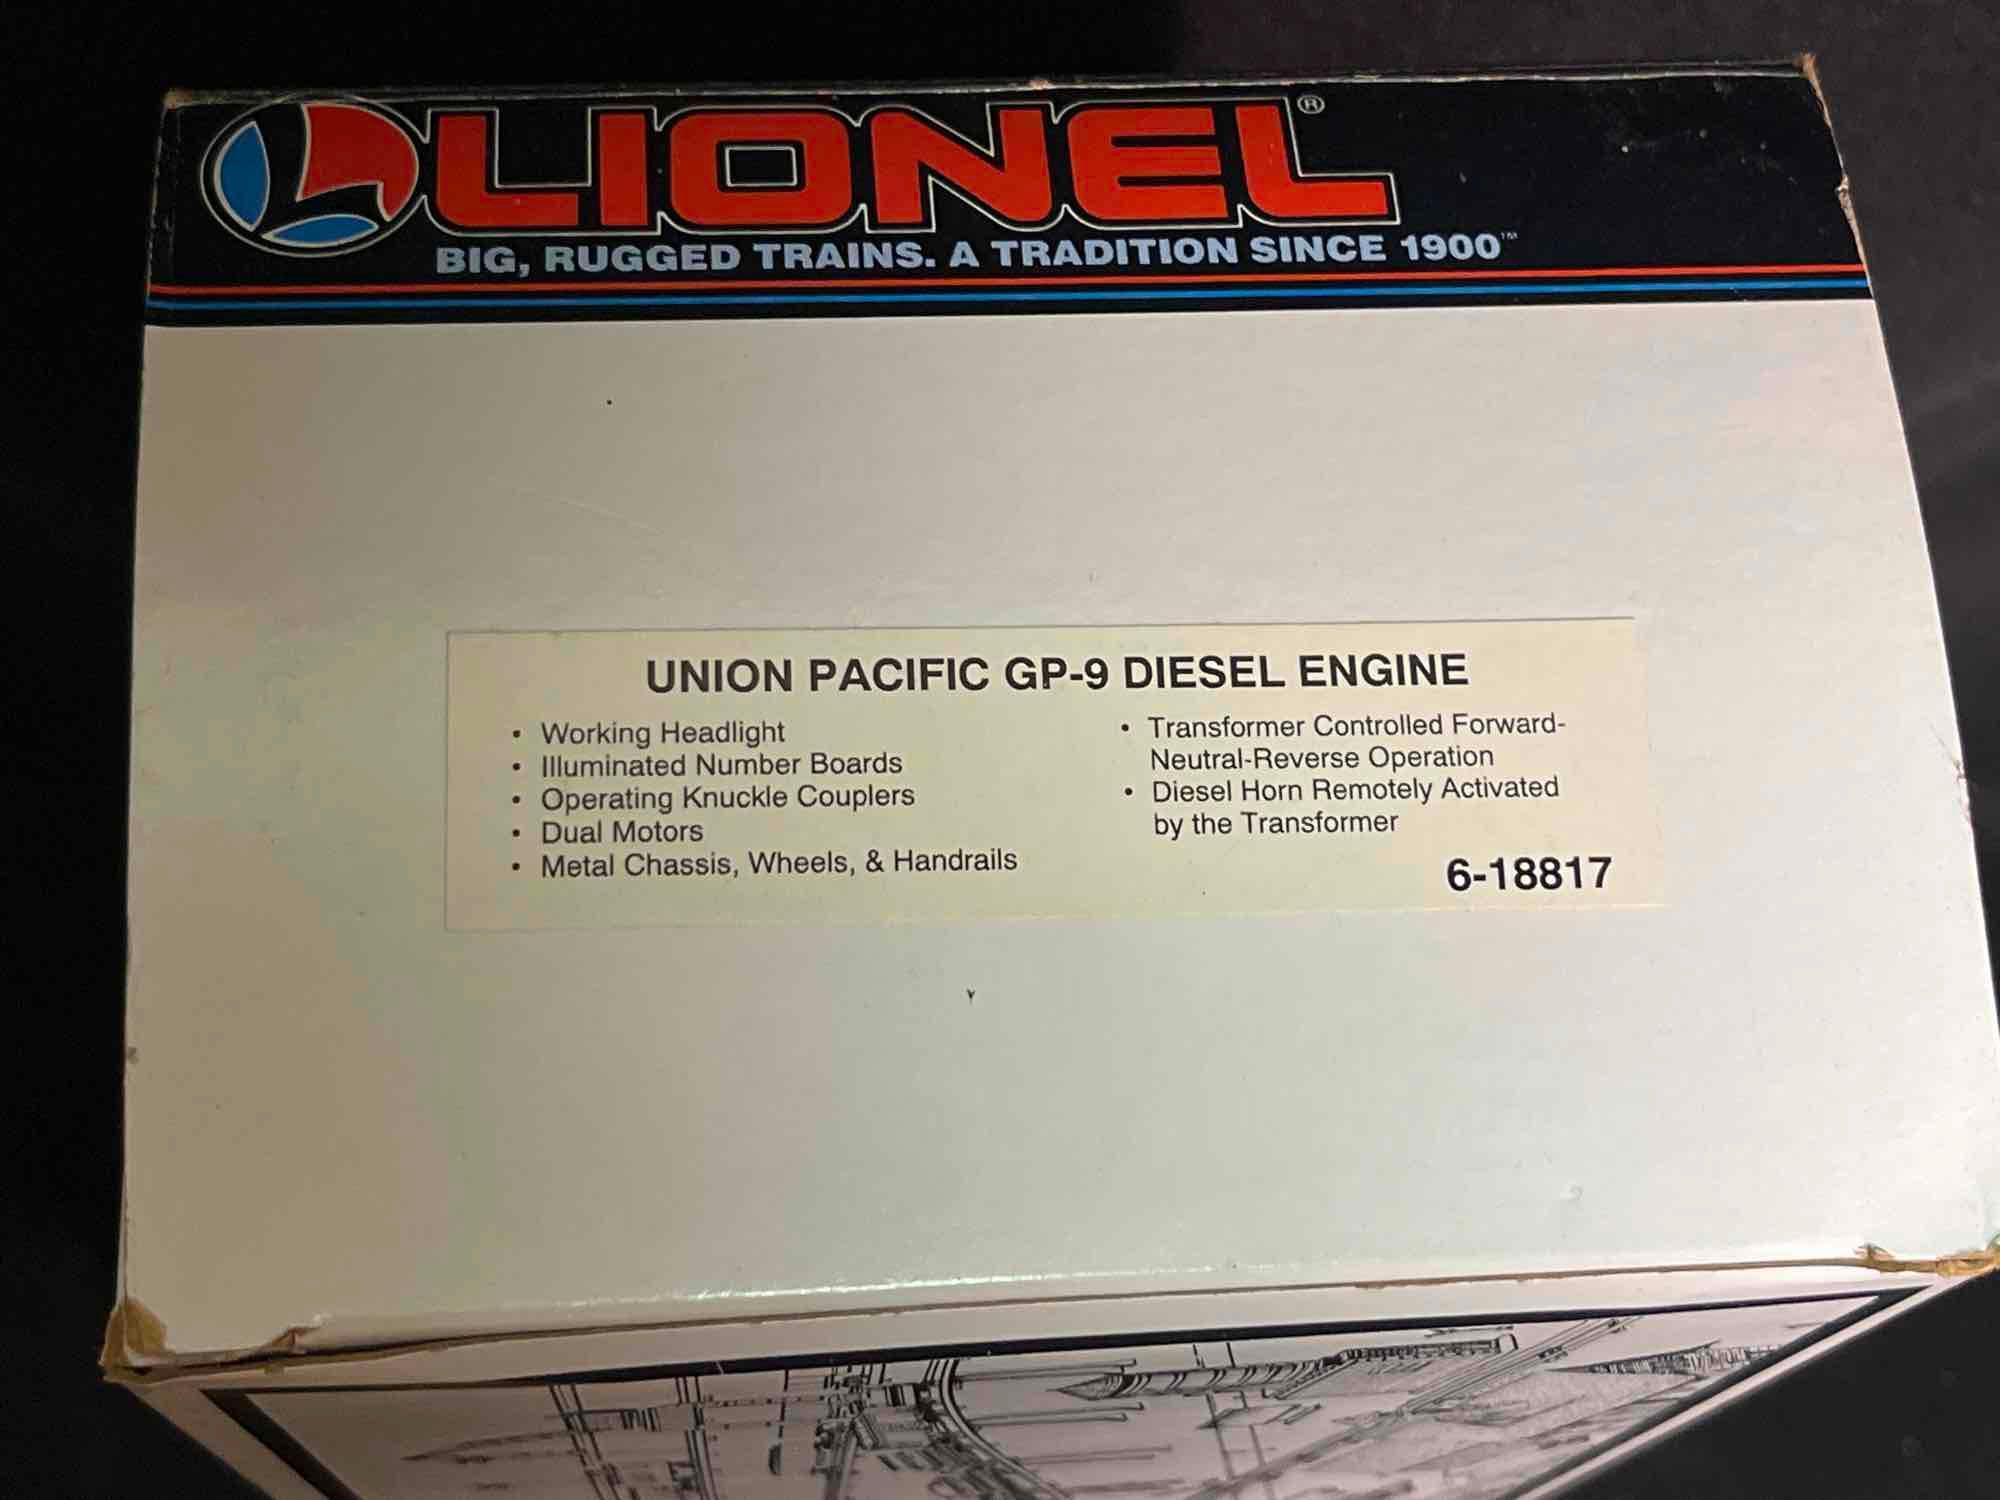 LIONEL®
BIG, RUGGED TRAINS. A TRADITION SINCE 1900™
UNION PACIFIC GP-9 DIESEL ENGINE
• Working Headlight
• Illuminated Number Boards
• Operating Knuckle Couplers
• Dual Motors
• Metal Chassis, Wheels, & Handrails
• Transformer Controlled Forward-
Neutral-Reverse Operation
• Diesel Horn Remotely Activated
by the Transformer
6-18817